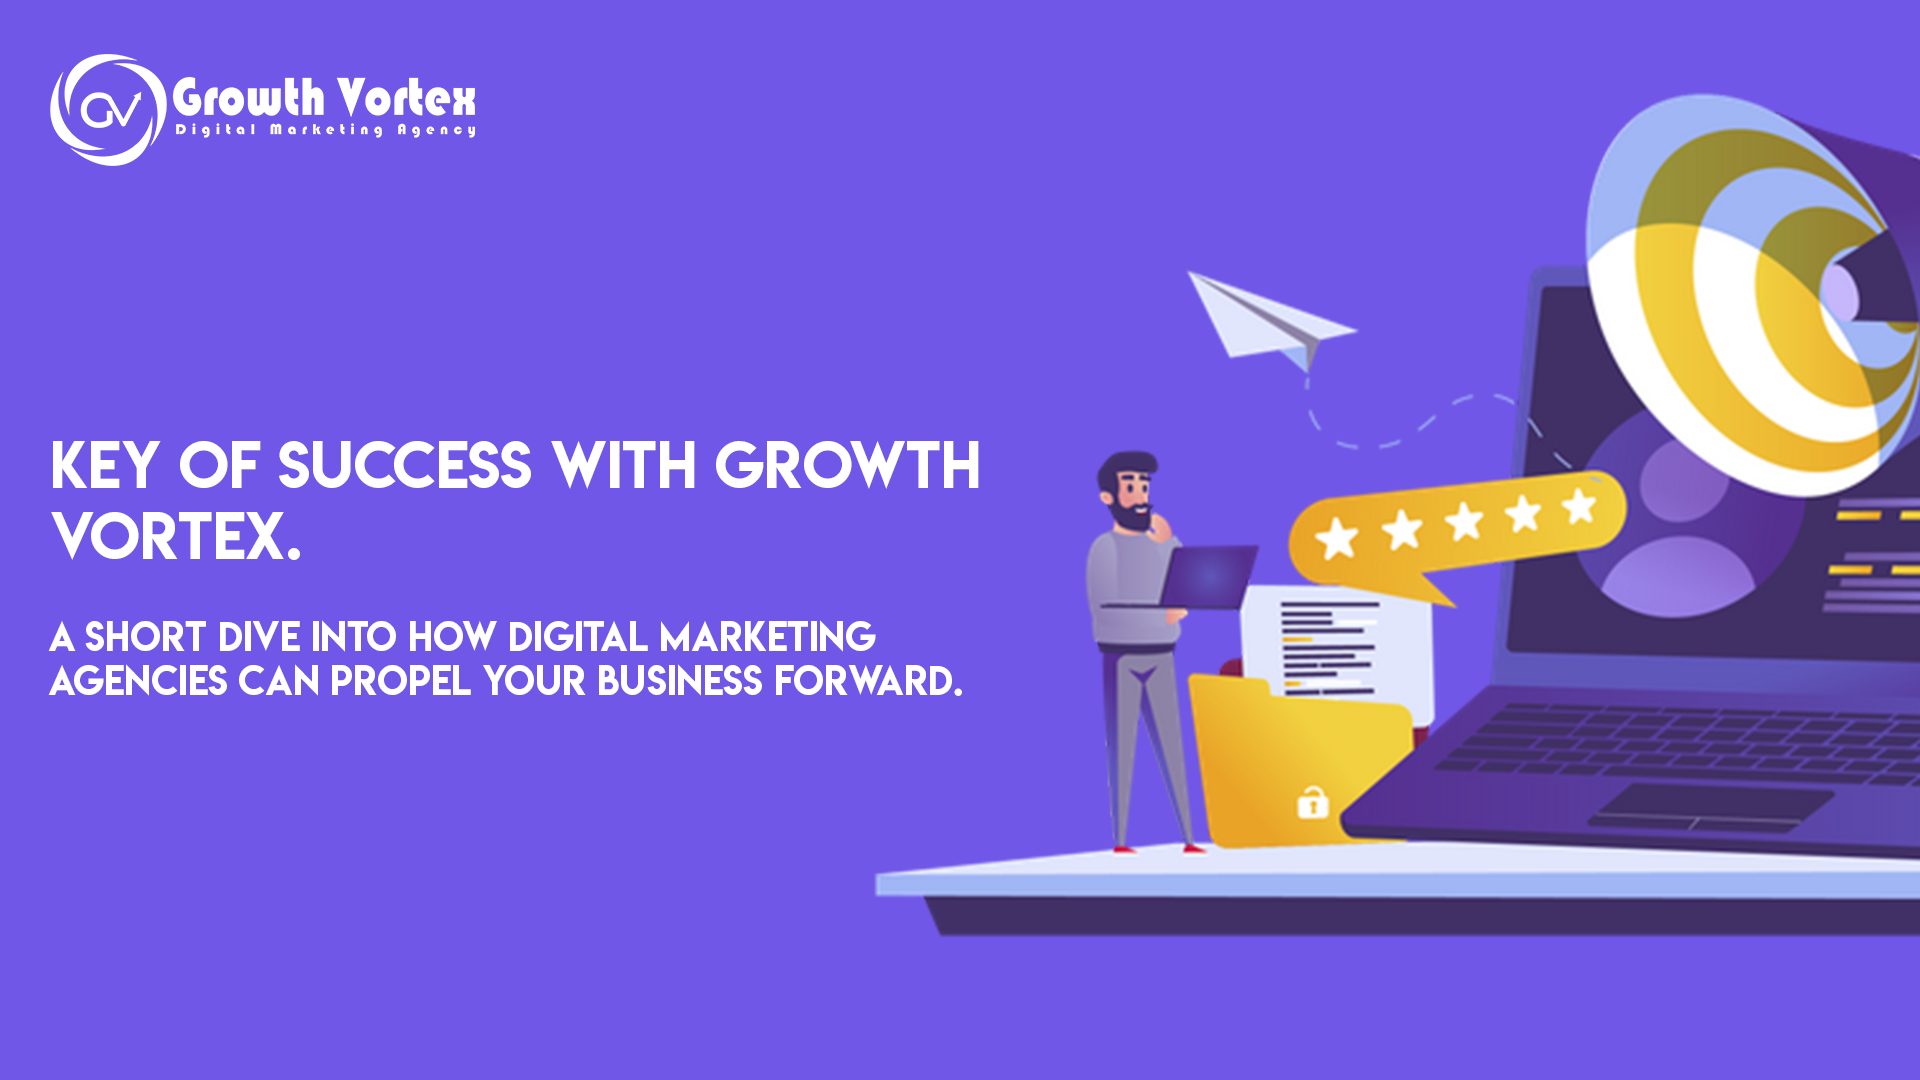 GV
Growth Vortex
Digital Marketing Agency
KEY OF SUCCESS WITH GROWTH
VORTEX.
A SHORT DIVE INTO HOW DIGITAL MARKETING
AGENCIES CAN PROPEL YOUR BUSINESS FORWARD.